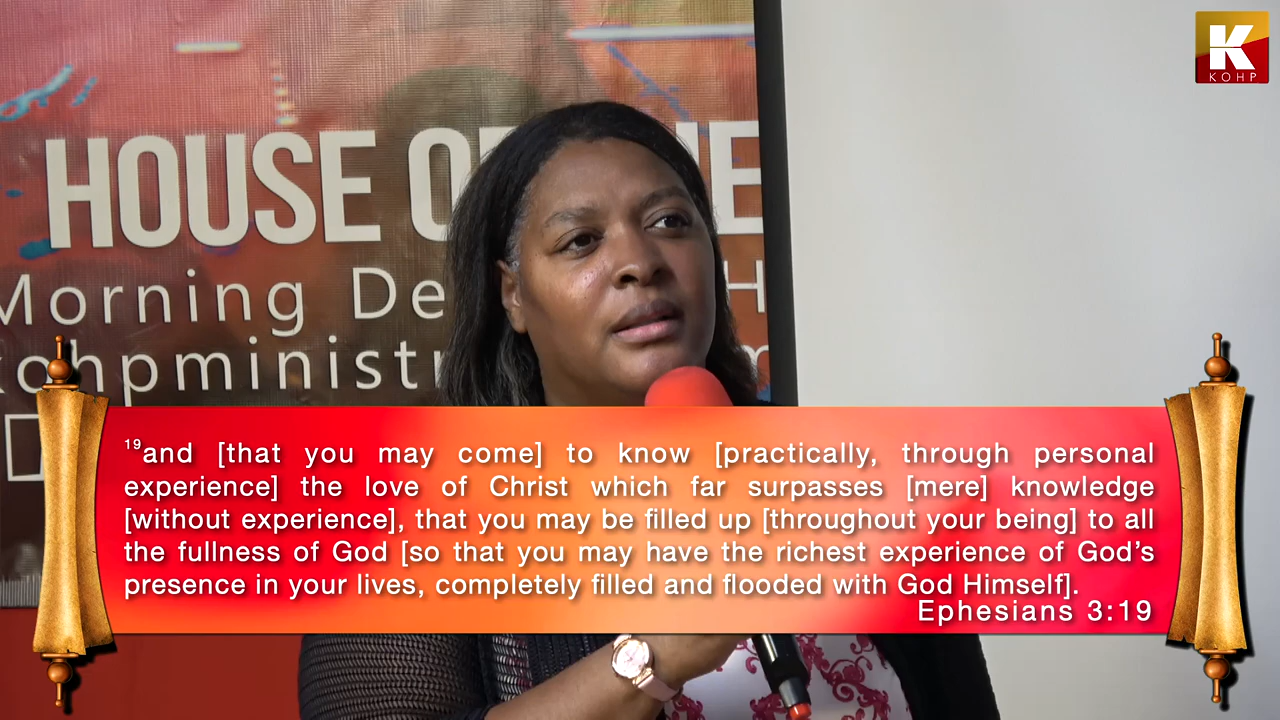 K
KOHP
HOUSE
Morning
kohpministr
¹⁹and [that you may come] to know [practically, through personal
experience] the love of Christ which far surpasses [mere] knowledge
[without experience], that you may be filled up [throughout your being] to all
the fullness of God [so that you may have the richest experience of God’s
presence in your lives, completely filled and flooded with God Himself].
Ephesians 3:19